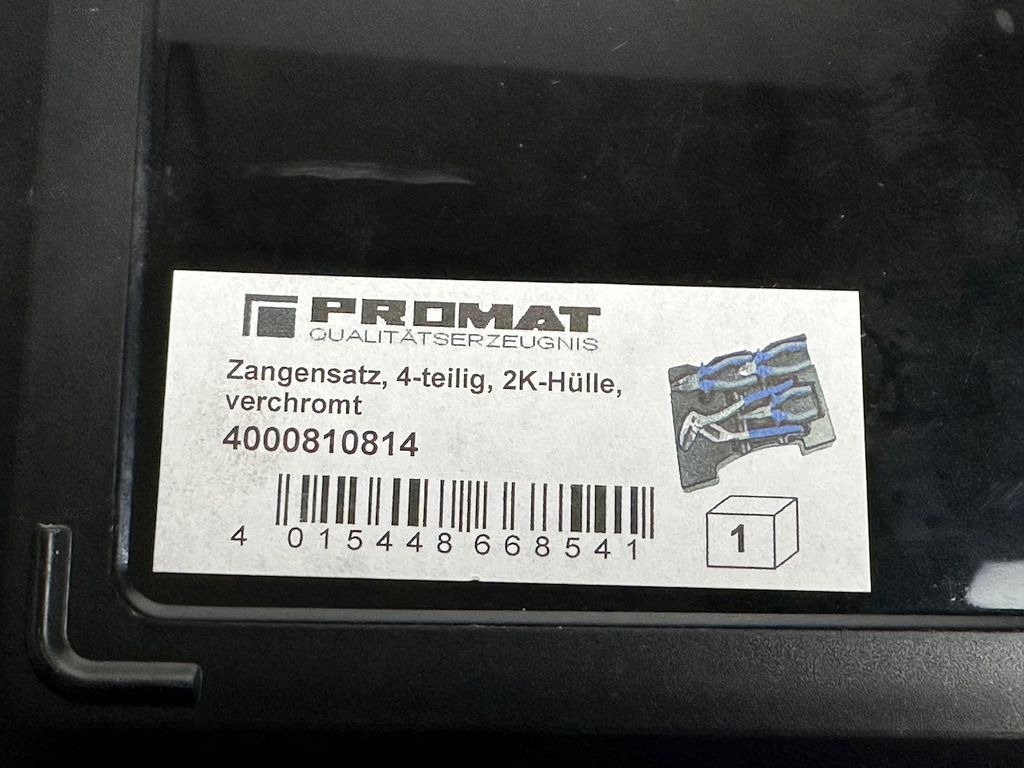 PROMAT
QUALITÄTSERZEUGNIS
Zangensatz, 4-teilig, 2K-Hülle,
verchromt
4000810814
4 015448 668541
1